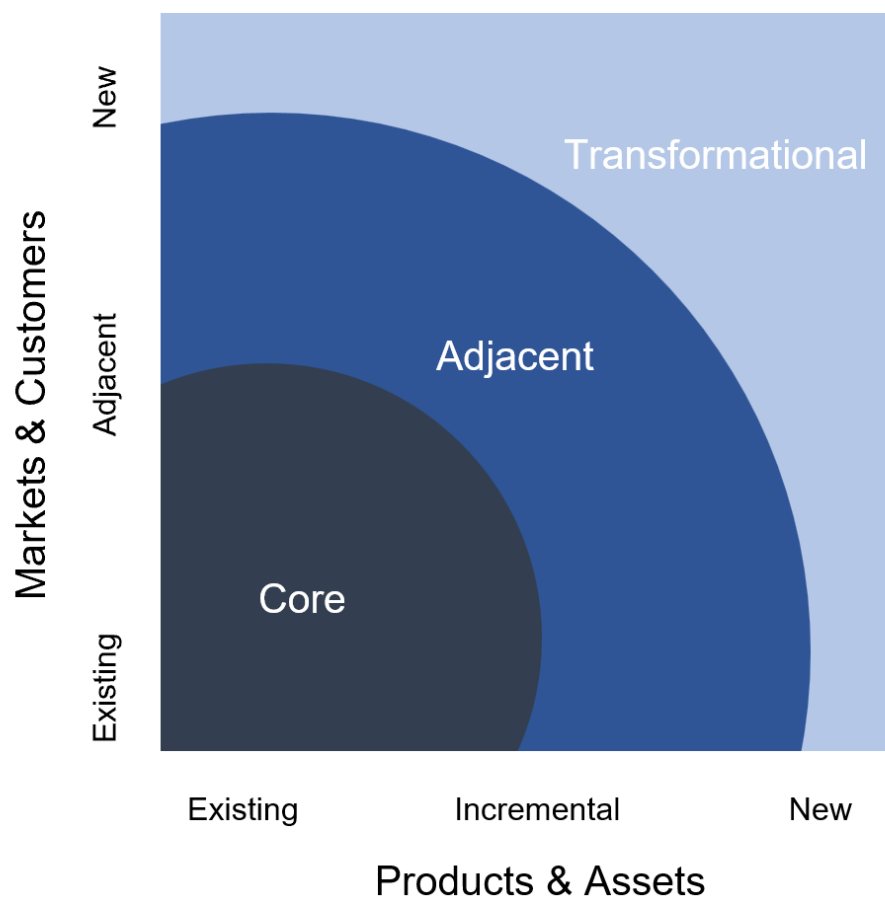 New
Transformational
Markets & Customers
Adjacent
Adjacent
Core
Existing
Existing
Incremental
New
Products & Assets